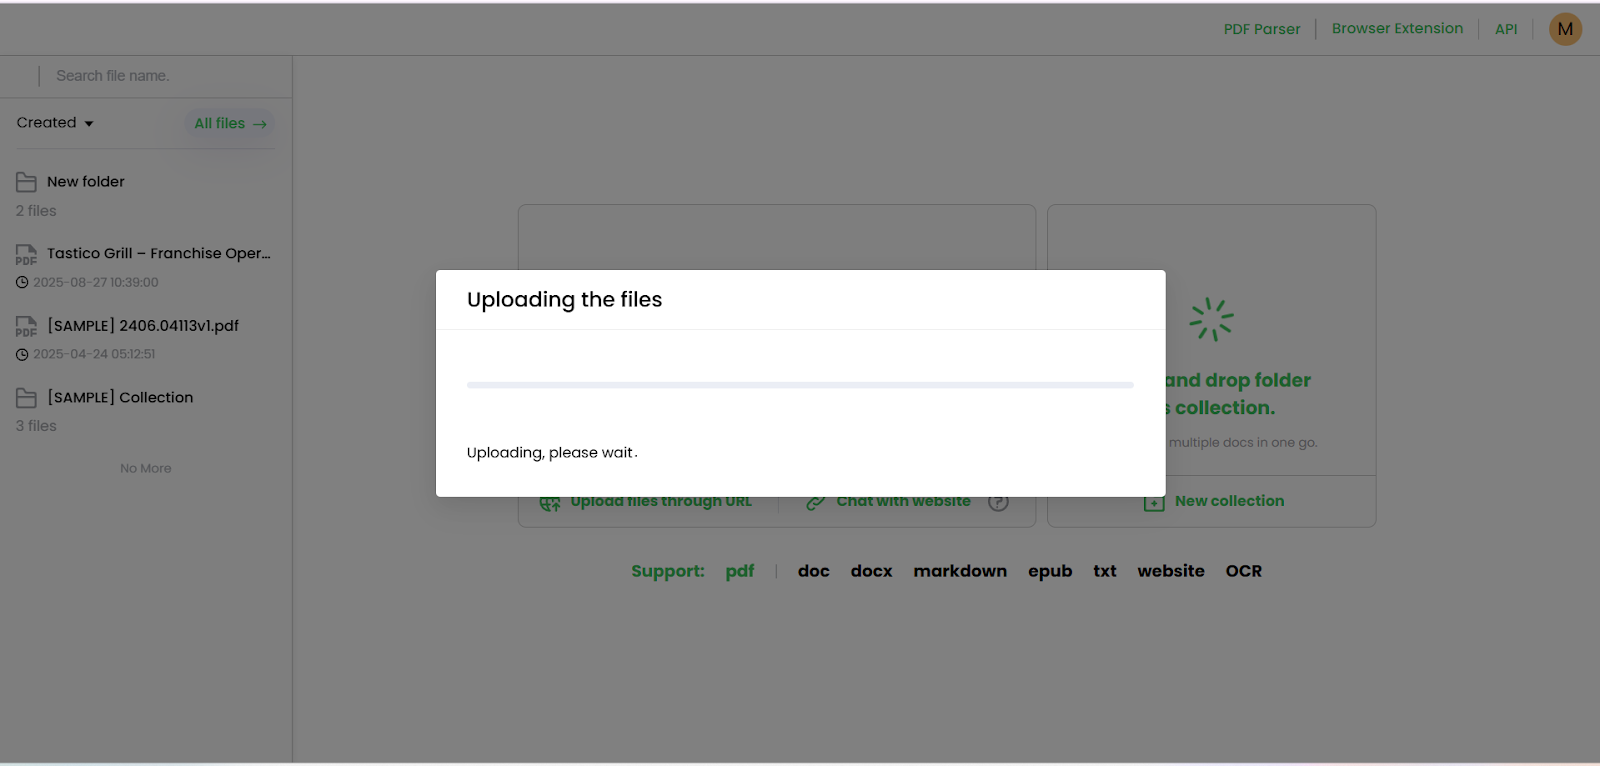 PDF Parser
Browser Extension
API
M
Search file name.
Created
All files →
New folder
2 files
PDF
Tastico Grill – Franchise Oper...
2025-08-27 10:39:00
PDF
[SAMPLE] 2406.04113v1.pdf
2025-04-24 05:12:51
[SAMPLE] Collection
3 files
No More
Uploading the files
Uploading, please wait.
and drop folder
s collection.
multiple docs in one go.
Upload files through URL
Chat with website
?
New collection
Support: pdf | doc docx markdown epub txt website OCR